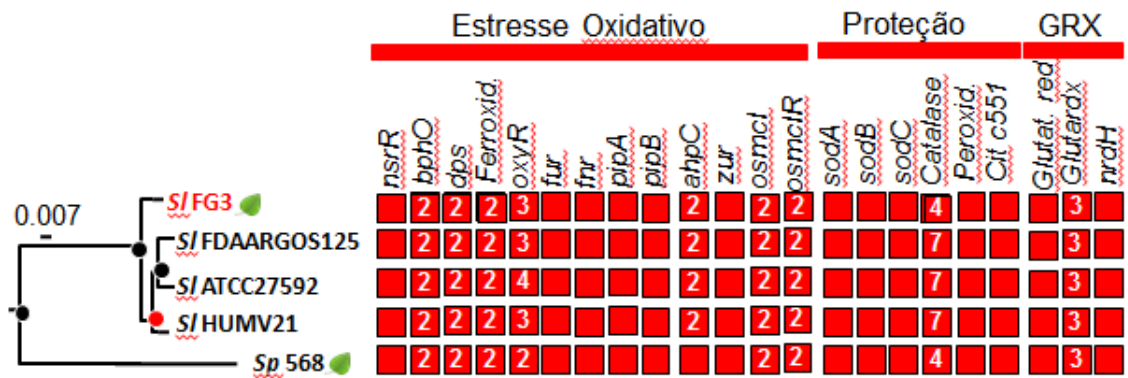 Estresse Oxidativo Proteção GRX
nsrR
bphO
dps
Ferroxid.
oxyR
fur
fnr
pipA
pipB
ahpC
zur
osmcI
osmcIR
sodA
sodB
sodC
Catalase
Peroxid.
Cit c551
Glutat. red
Glutardx
nrdH
0.007
Sl FG3 2 2 2 3 2 2 2 4 3
Sl FDAARGOS125 2 2 2 3 2 2 2 7 3
Sl ATCC27592 2 2 2 4 2 2 2 7 3
Sl HUMV21 2 2 2 3 2 2 2 7 3
Sp 568 2 2 2 2 2 2 4 3